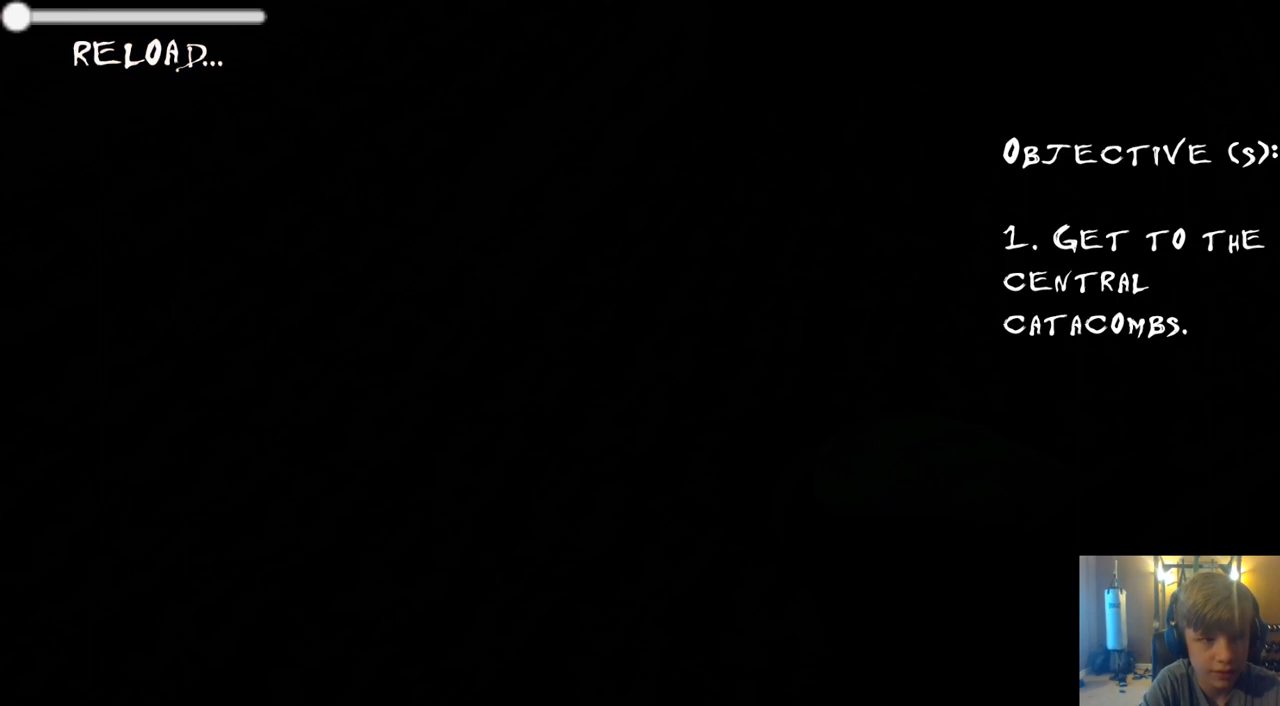 RELOAD...
OBJECTIVE (S):
1. GET TO THE
CENTRAL
CATACOMBS.